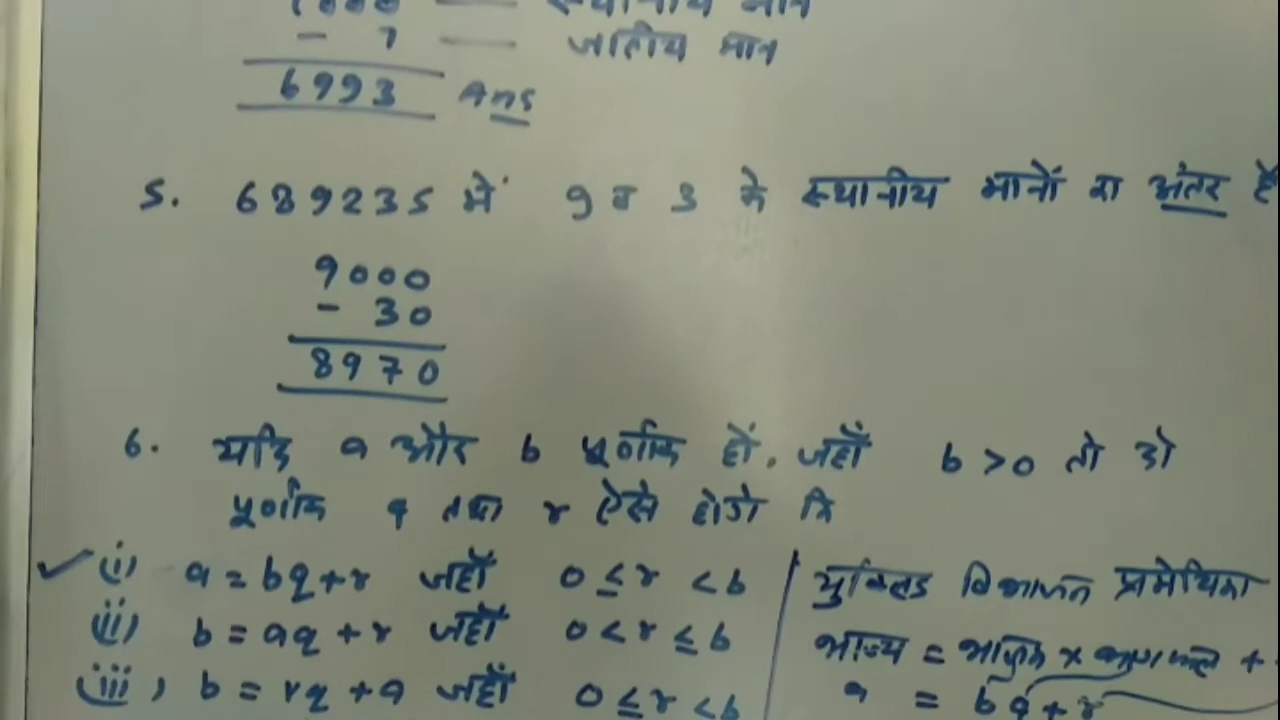 7000 — स्थानीय मान
- 7 — जातीय मान
6993 Ans
5. 689235 में 9 व 3 के स्थानीय मानों का अंतर है
9000
- 30
8970
6. यदि a और b पूर्णांक हों, जहाँ b > 0 तो दो
पूर्णांक q तथा r ऐसे होंगे कि
(i) a = bq + r जहाँ 0 ≤ r < b
(ii) b = aq + r जहाँ 0 < r ≤ b
(iii) b = rq + a जहाँ 0 ≤ r < b
युक्लिड विभाजन प्रमेयिका
भाज्य = भाजक × भागफल +
a = bq + r